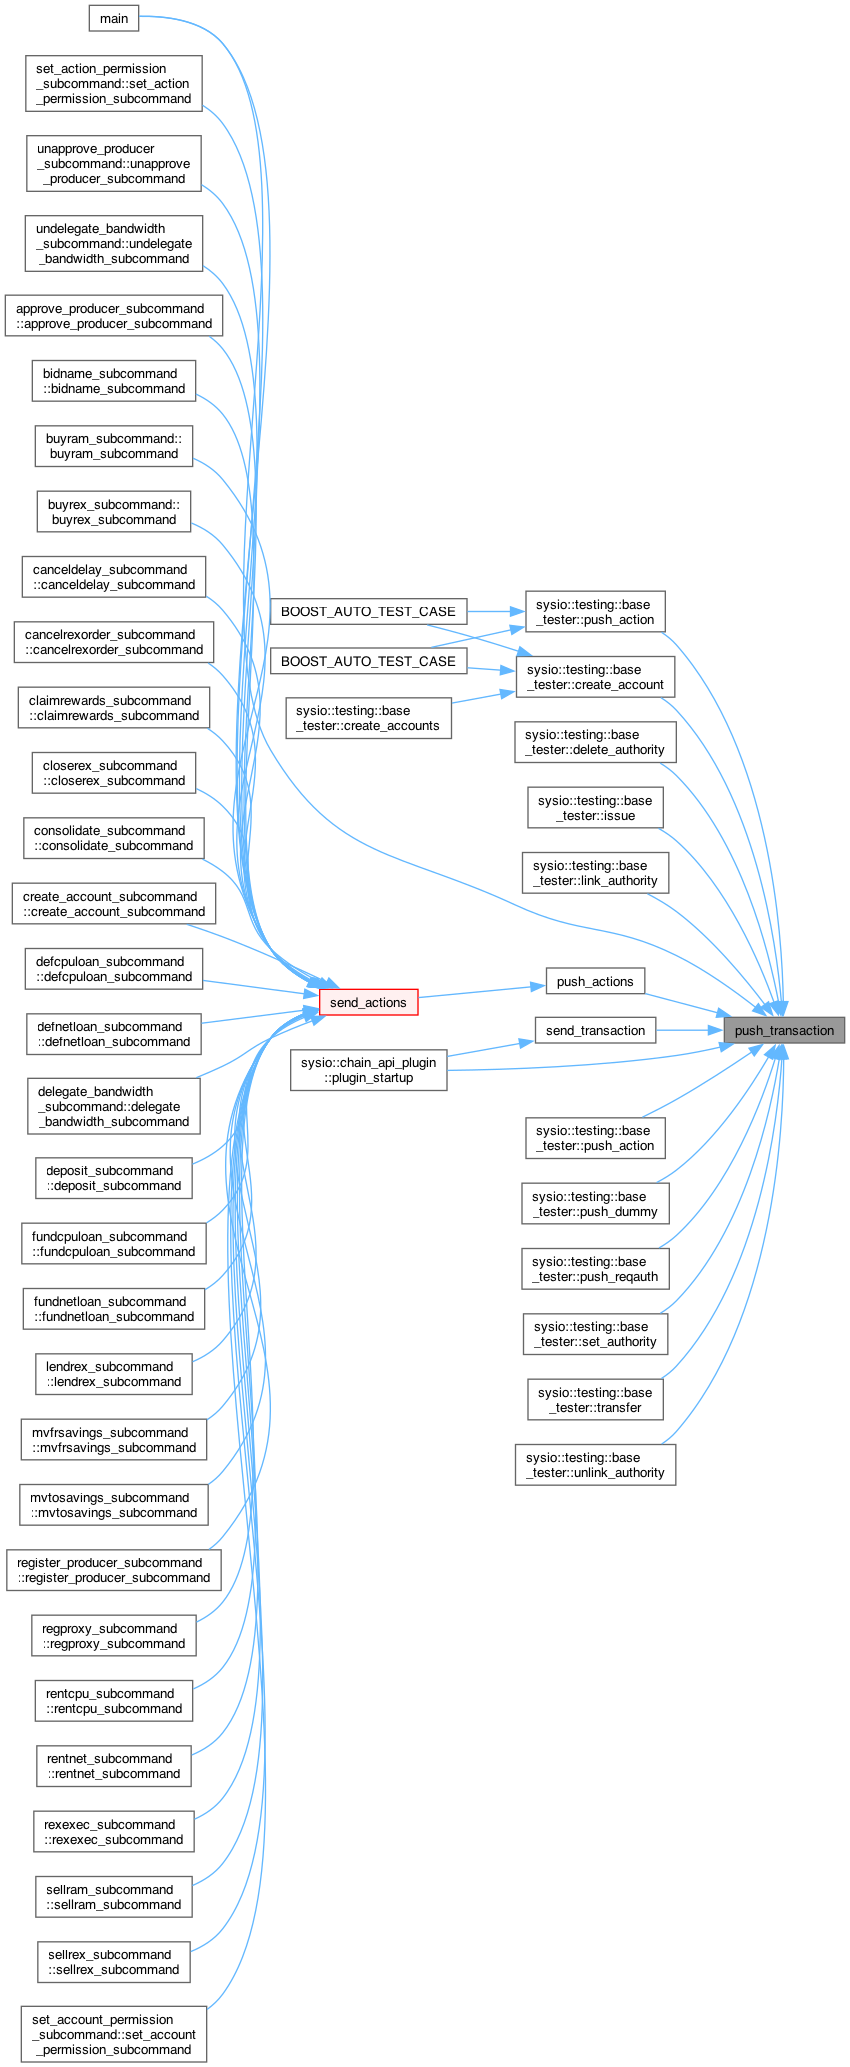 main
set_action_permission
_subcommand::set_action
_permission_subcommand
unapprove_producer
_subcommand::unapprove
_producer_subcommand
undelegate_bandwidth
_subcommand::undelegate
_bandwidth_subcommand
approve_producer_subcommand
::approve_producer_subcommand
bidname_subcommand
::bidname_subcommand
buyram_subcommand::
buyram_subcommand
buyrex_subcommand::
buyrex_subcommand
canceldelay_subcommand
::canceldelay_subcommand
cancelrexorder_subcommand
::cancelrexorder_subcommand
claimrewards_subcommand
::claimrewards_subcommand
closerex_subcommand
::closerex_subcommand
consolidate_subcommand
::consolidate_subcommand
create_account_subcommand
::create_account_subcommand
defcpuloan_subcommand
::defcpuloan_subcommand
defnetloan_subcommand
::defnetloan_subcommand
delegate_bandwidth
_subcommand::delegate
_bandwidth_subcommand
deposit_subcommand
::deposit_subcommand
fundcpuloan_subcommand
::fundcpuloan_subcommand
fundnetloan_subcommand
::fundnetloan_subcommand
lendrex_subcommand
::lendrex_subcommand
mvfrsavings_subcommand
::mvfrsavings_subcommand
mvtosavings_subcommand
::mvtosavings_subcommand
register_producer_subcommand
::register_producer_subcommand
regproxy_subcommand
::regproxy_subcommand
rentcpu_subcommand
::rentcpu_subcommand
rentnet_subcommand
::rentnet_subcommand
rexexec_subcommand
::rexexec_subcommand
sellram_subcommand
::sellram_subcommand
sellrex_subcommand
::sellrex_subcommand
set_account_permission
_subcommand::set_account
_permission_subcommand
BOOST_AUTO_TEST_CASE
BOOST_AUTO_TEST_CASE
sysio::testing::base
_tester::create_accounts
send_actions
sysio::chain_api_plugin
::plugin_startup
sysio::testing::base
_tester::push_action
sysio::testing::base
_tester::create_account
sysio::testing::base
_tester::delete_authority
sysio::testing::base
_tester::issue
sysio::testing::base
_tester::link_authority
push_actions
send_transaction
sysio::testing::base
_tester::push_action
sysio::testing::base
_tester::push_dummy
sysio::testing::base
_tester::push_reqauth
sysio::testing::base
_tester::set_authority
sysio::testing::base
_tester::transfer
sysio::testing::base
_tester::unlink_authority
push_transaction